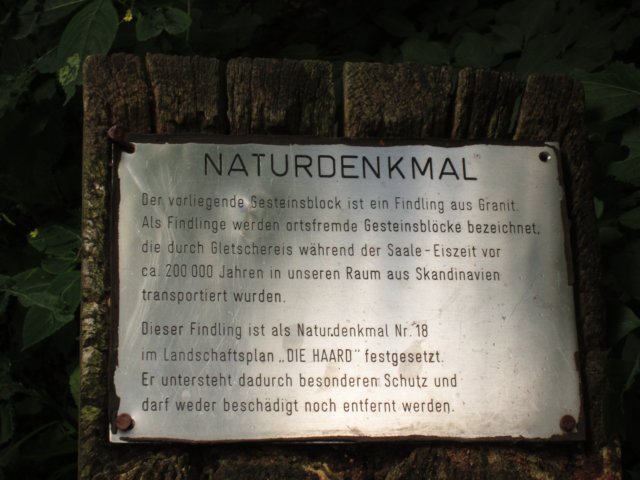 NATURDENKMAL
Der vorliegende Gesteinsblock ist ein Findling aus Granit.
Als Findlinge werden ortsfremde Gesteinsblöcke bezeichnet,
die durch Gletschereis während der Saale-Eiszeit vor
ca. 200 000 Jahren in unseren Raum aus Skandinavien
transportiert wurden.
Dieser Findling ist als Naturdenkmal Nr. 18
im Landschaftsplan „DIE HAARD" festgesetzt.
Er untersteht dadurch besonderen Schutz und
darf weder beschädigt noch entfernt werden.